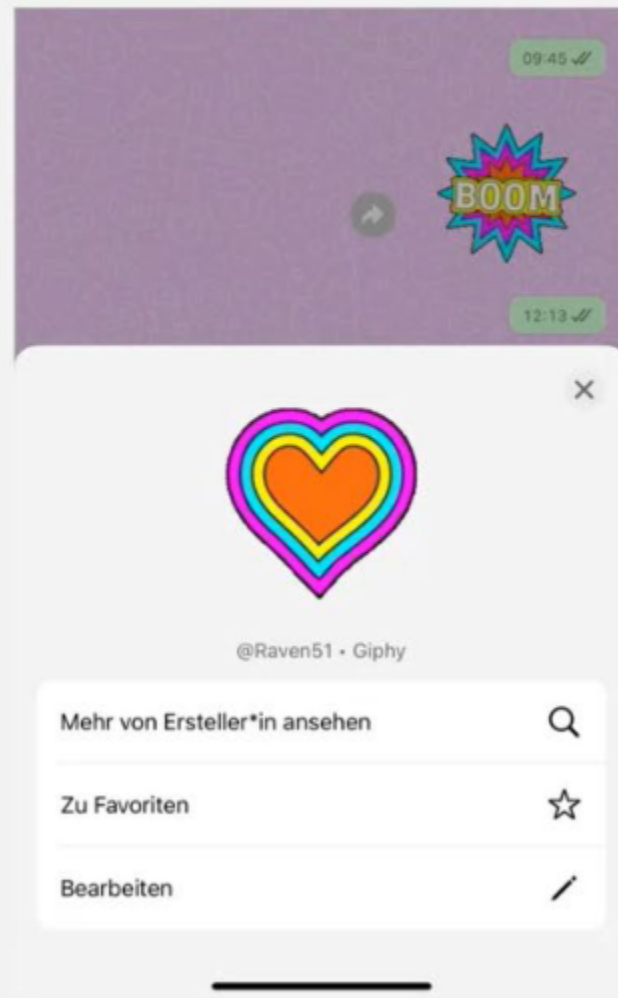 09:45
BOOM
12:13
@Raven51 • Giphy
Mehr von Ersteller*in ansehen
Zu Favoriten
Bearbeiten